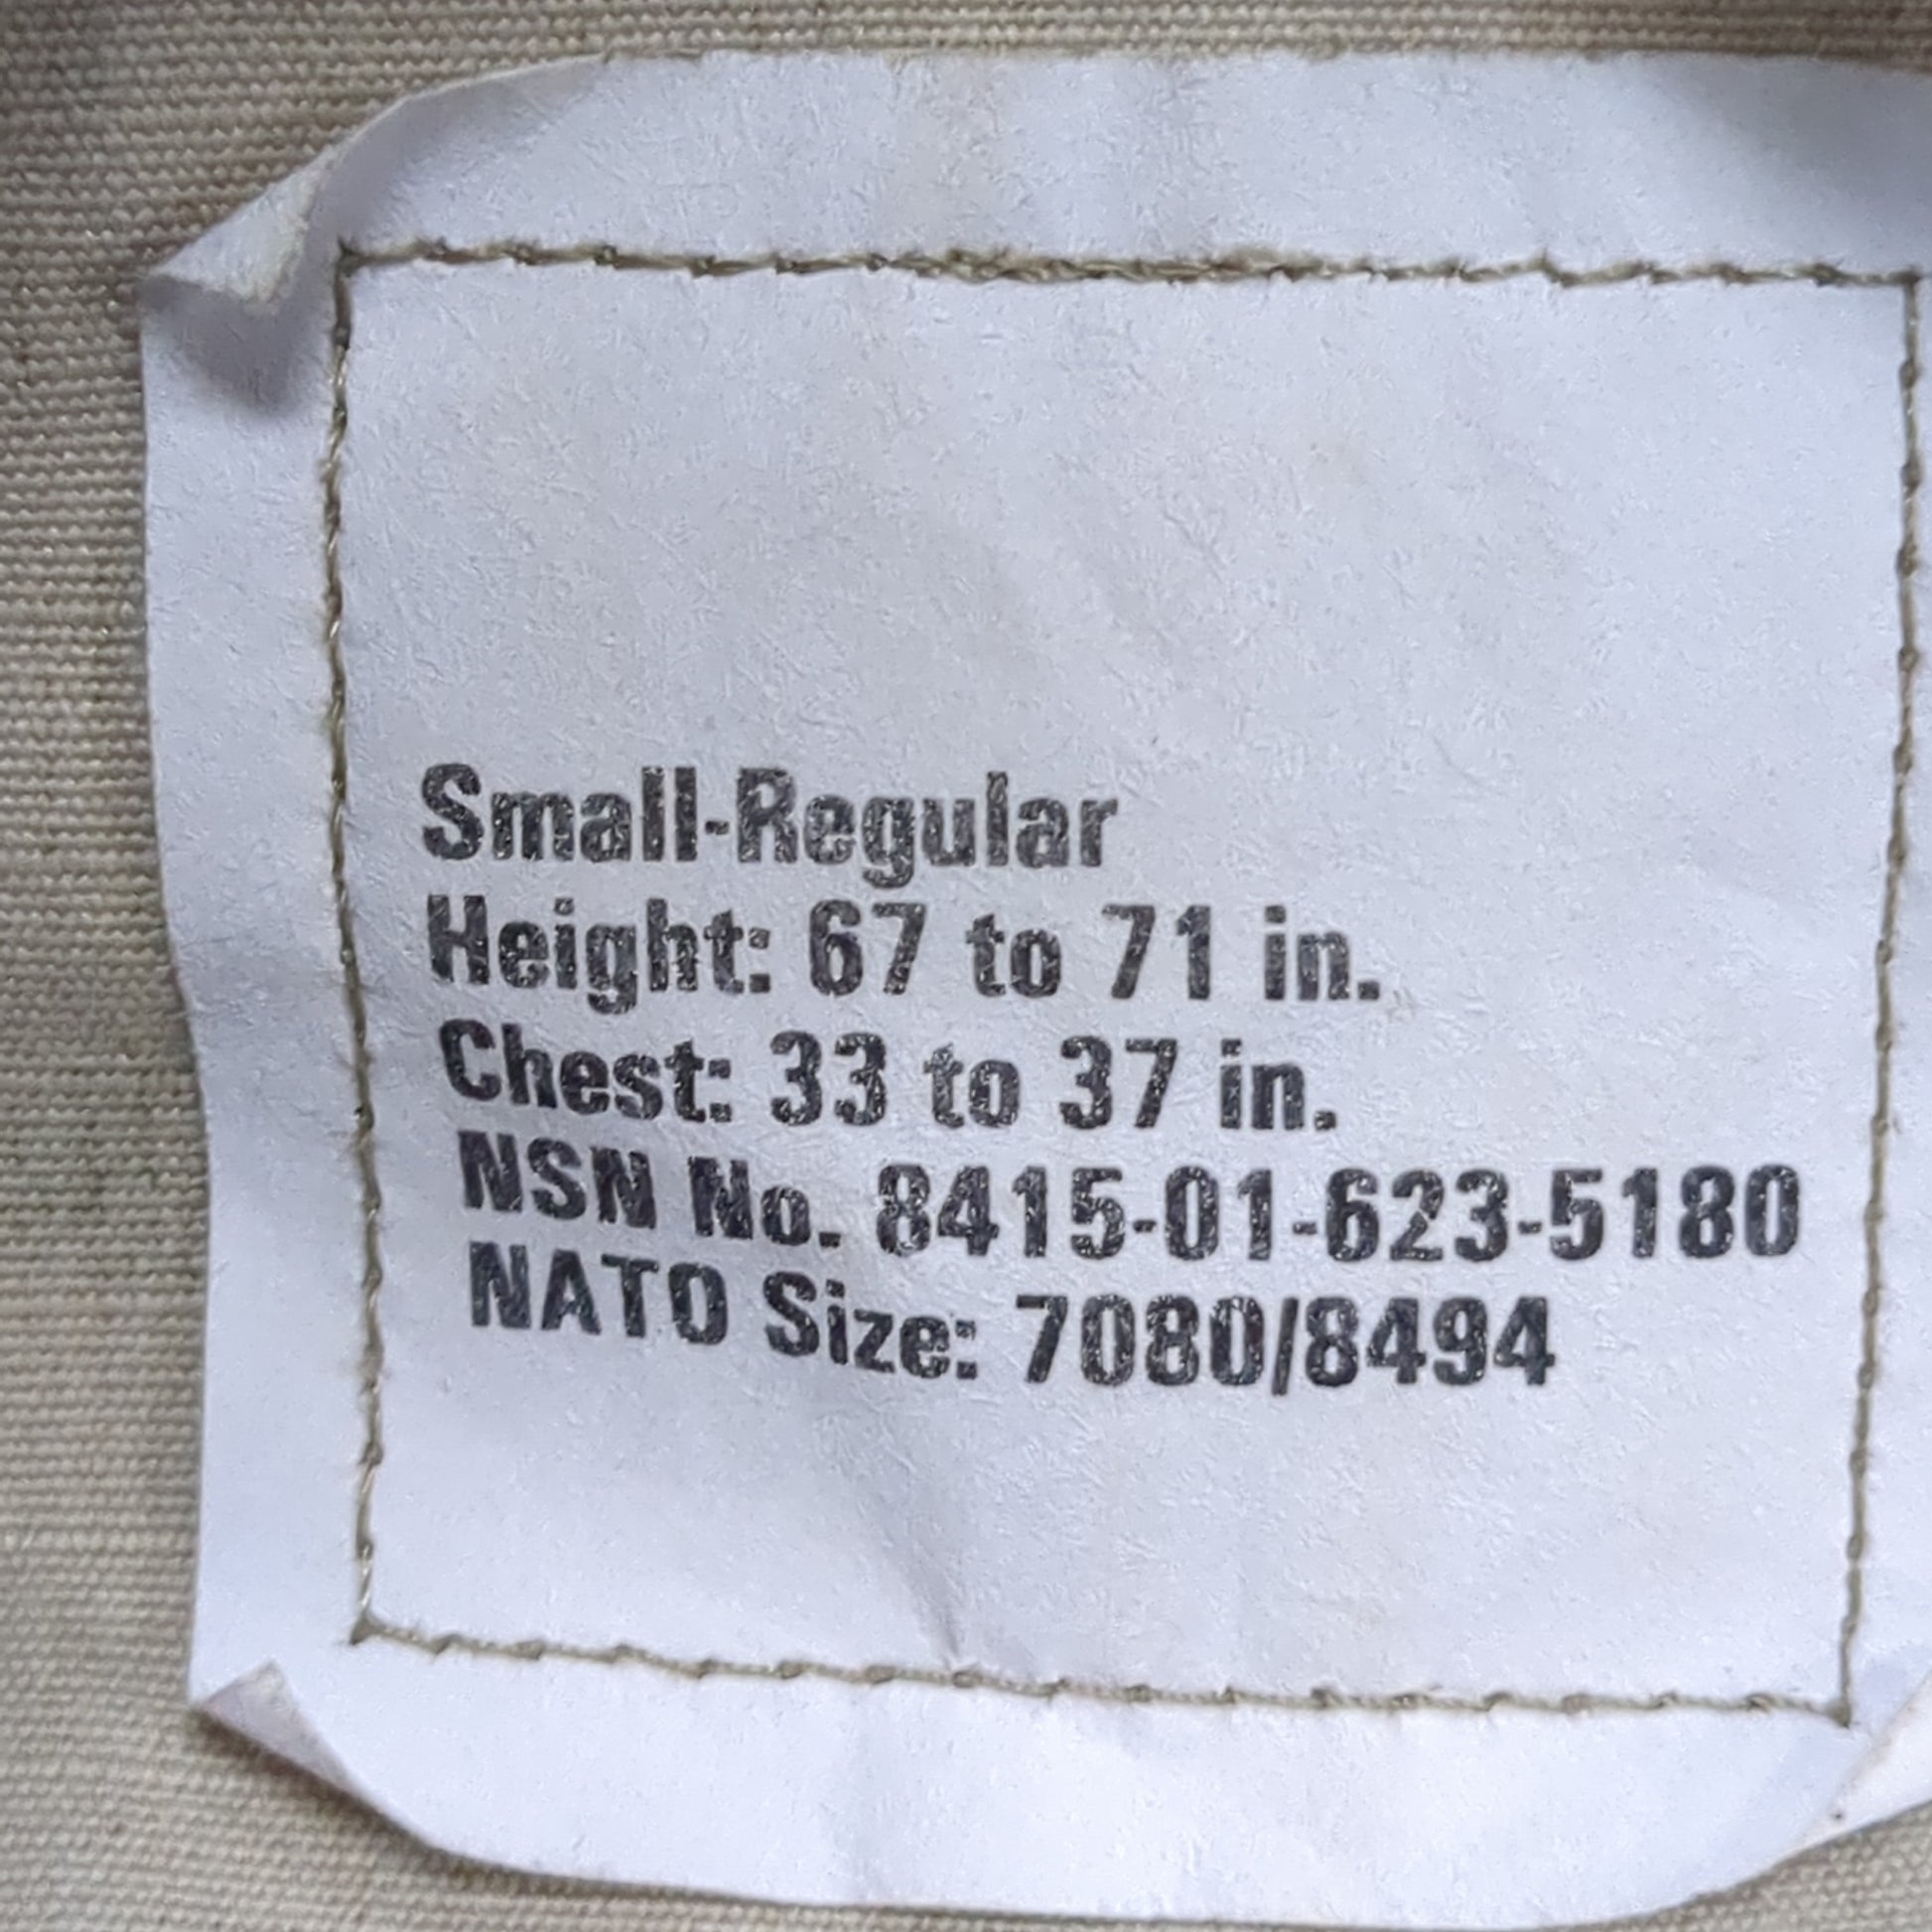 Small-Regular
Height: 67 to 71 in.
Chest: 33 to 37 in.
NSN No. 8415-01-623-5180
NATO Size: 7080/8494